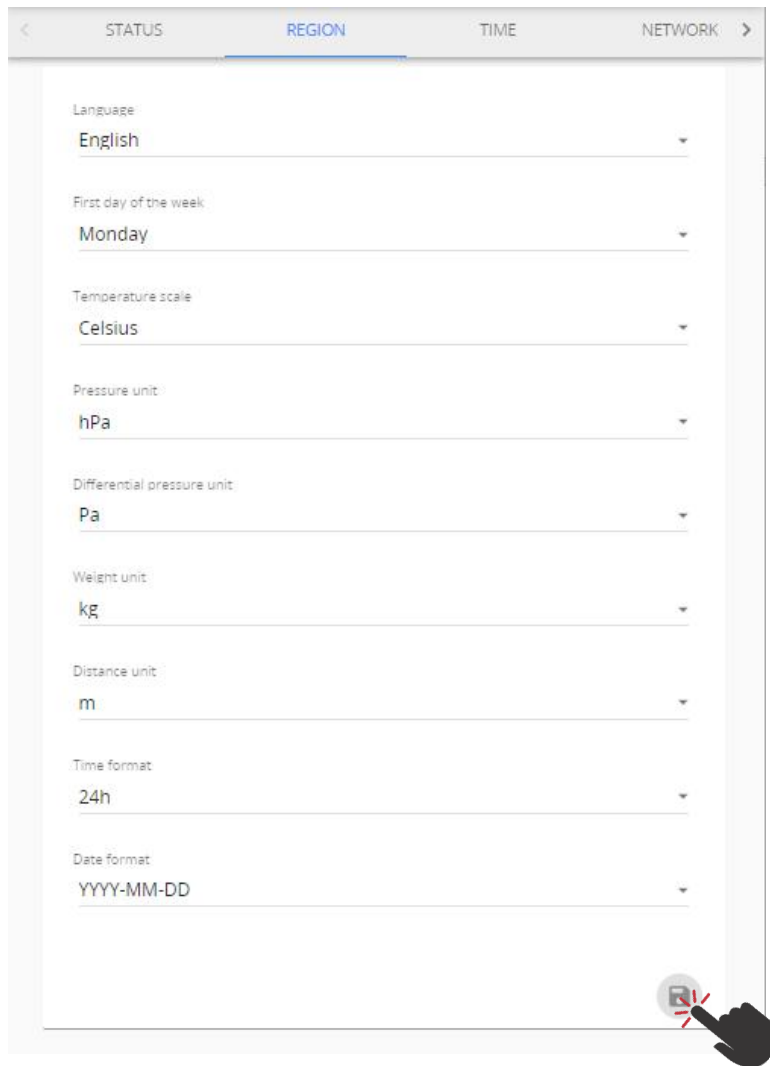 STATUS REGION TIME NETWORK
Language
English
First day of the week
Monday
Temperature scale
Celsius
Pressure unit
hPa
Differential pressure unit
Pa
Weight unit
kg
Distance unit
m
Time format
24h
Date format
YYYY-MM-DD